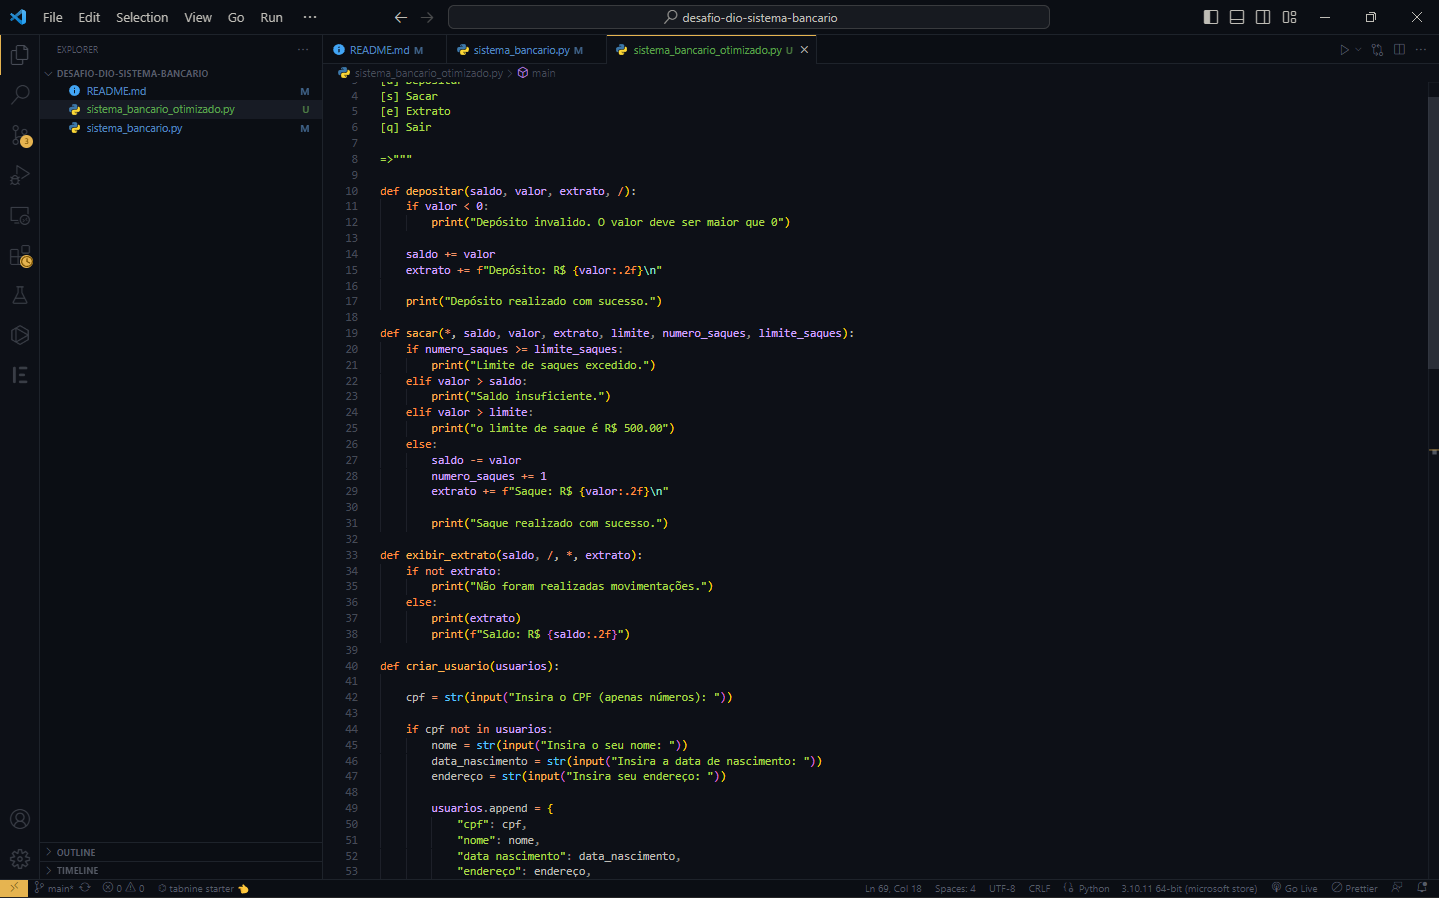 File Edit Selection View Go Run ···
desafio-dio-sistema-bancario
EXPLORER ···
DESAFIO-DIO-SISTEMA-BANCARIO
README.md M
sistema_bancario_otimizado.py U
sistema_bancario.py M
3
OUTLINE
TIMELINE
README.md M
sistema_bancario.py M
sistema_bancario_otimizado.py U
sistema_bancario_otimizado.py > main
3 [d] Depositar
4 [s] Sacar
5 [e] Extrato
6 [q] Sair
7
8 =>"""
9
10 def depositar(saldo, valor, extrato, /):
11 if valor < 0:
12 print("Depósito invalido. O valor deve ser maior que 0")
13
14 saldo += valor
15 extrato += f"Depósito: R$ {valor:.2f}\n"
16
17 print("Depósito realizado com sucesso.")
18
19 def sacar(*, saldo, valor, extrato, limite, numero_saques, limite_saques):
20 if numero_saques >= limite_saques:
21 print("Limite de saques excedido.")
22 elif valor > saldo:
23 print("Saldo insuficiente.")
24 elif valor > limite:
25 print("o limite de saque é R$ 500.00")
26 else:
27 saldo -= valor
28 numero_saques += 1
29 extrato += f"Saque: R$ {valor:.2f}\n"
30
31 print("Saque realizado com sucesso.")
32
33 def exibir_extrato(saldo, /, *, extrato):
34 if not extrato:
35 print("Não foram realizadas movimentações.")
36 else:
37 print(extrato)
38 print(f"Saldo: R$ {saldo:.2f}")
39
40 def criar_usuario(usuarios):
41
42 cpf = str(input("Insira o CPF (apenas números): "))
43
44 if cpf not in usuarios:
45 nome = str(input("Insira o seu nome: "))
46 data_nascimento = str(input("Insira a data de nascimento: "))
47 endereço = str(input("Insira seu endereço: "))
48
49 usuarios.append = {
50 "cpf": cpf,
51 "nome": nome,
52 "data nascimento": data_nascimento,
53 "endereço": endereço,
main* 0 0 tabnine starter Ln 69, Col 18 Spaces: 4 UTF-8 CRLF Python 3.10.11 64-bit (microsoft store) Go Live Prettier